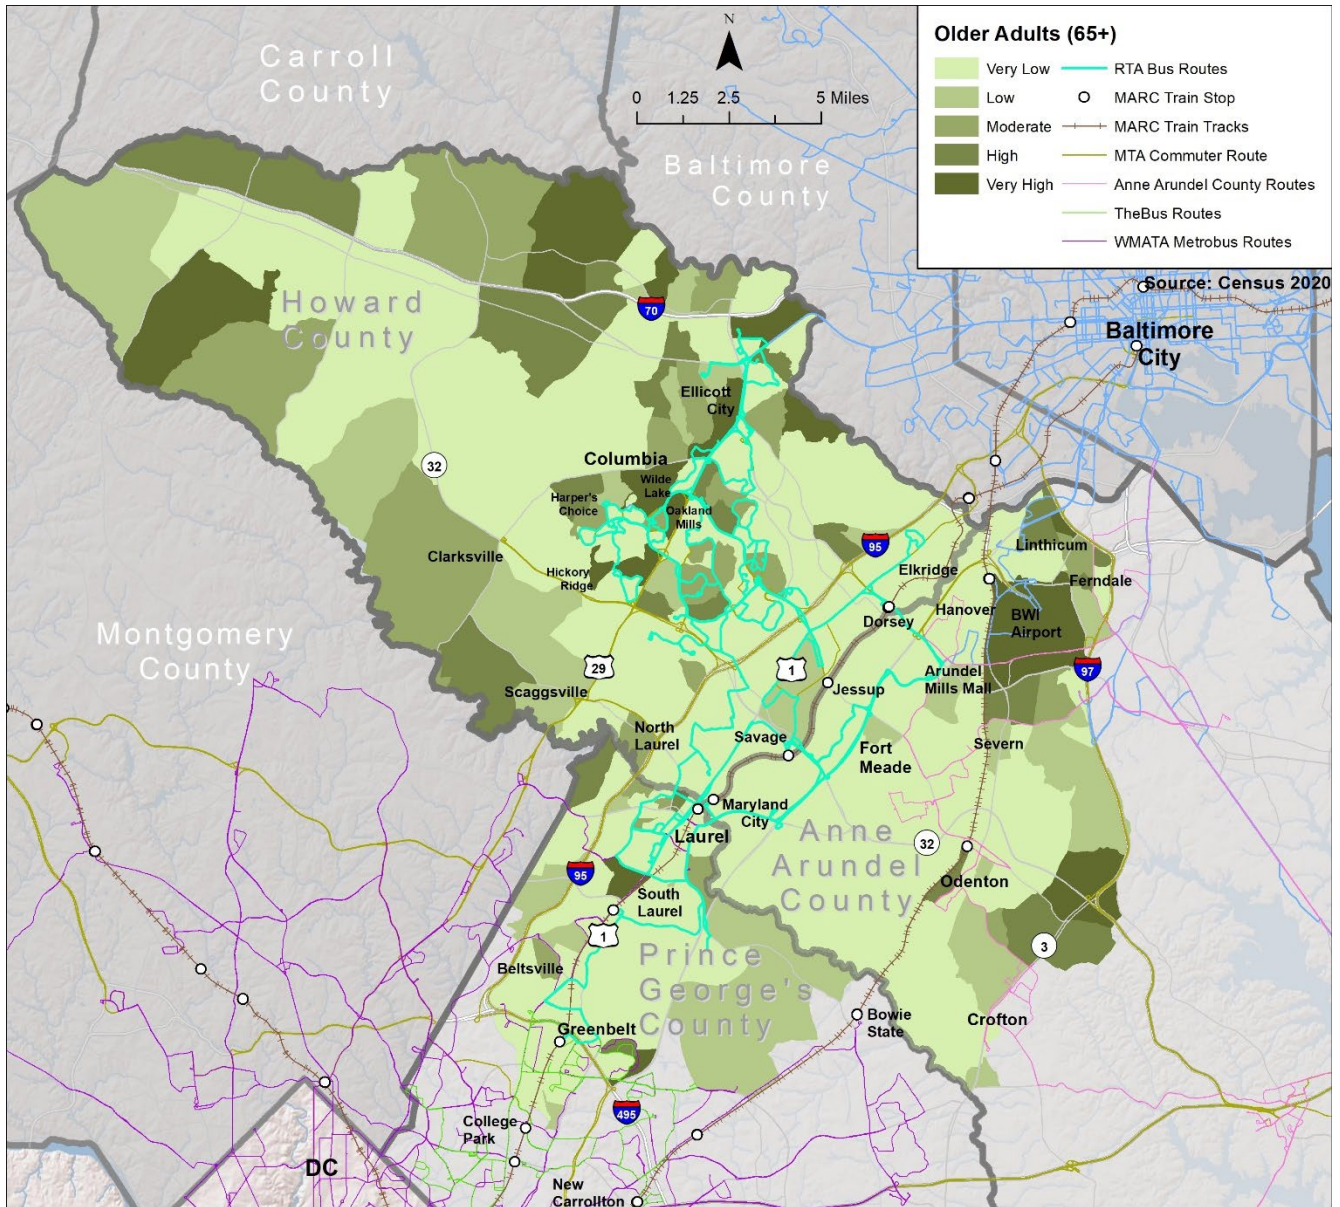 Older Adults (65+)
Very Low
Low
Moderate
High
Very High
RTA Bus Routes
MARC Train Stop
MARC Train Tracks
MTA Commuter Route
Anne Arundel County Routes
TheBus Routes
WMATA Metrobus Routes
N
0 1.25 2.5 5 Miles
Carroll
County
Baltimore
County
Source: Census 2020
Baltimore
City
Howard
County
70
Ellicott
City
32
Columbia
Wilde
Lake
Harper's
Choice
Oakland
Mills
Clarksville
Hickory
Ridge
95
Elkridge
Linthicum
Ferndale
Hanover
BWI
Airport
Dorsey
Montgomery
County
29
1
97
Arundel
Mills Mall
Jessup
Scaggsville
North
Laurel
Savage
Severn
Fort
Meade
Maryland
City
Laurel
Anne
Arundel
County
32
95
Odenton
South
Laurel
1
3
Beltsville
Prince
George's
County
Bowie
State
Crofton
Greenbelt
495
College
Park
DC
New
Carrollton